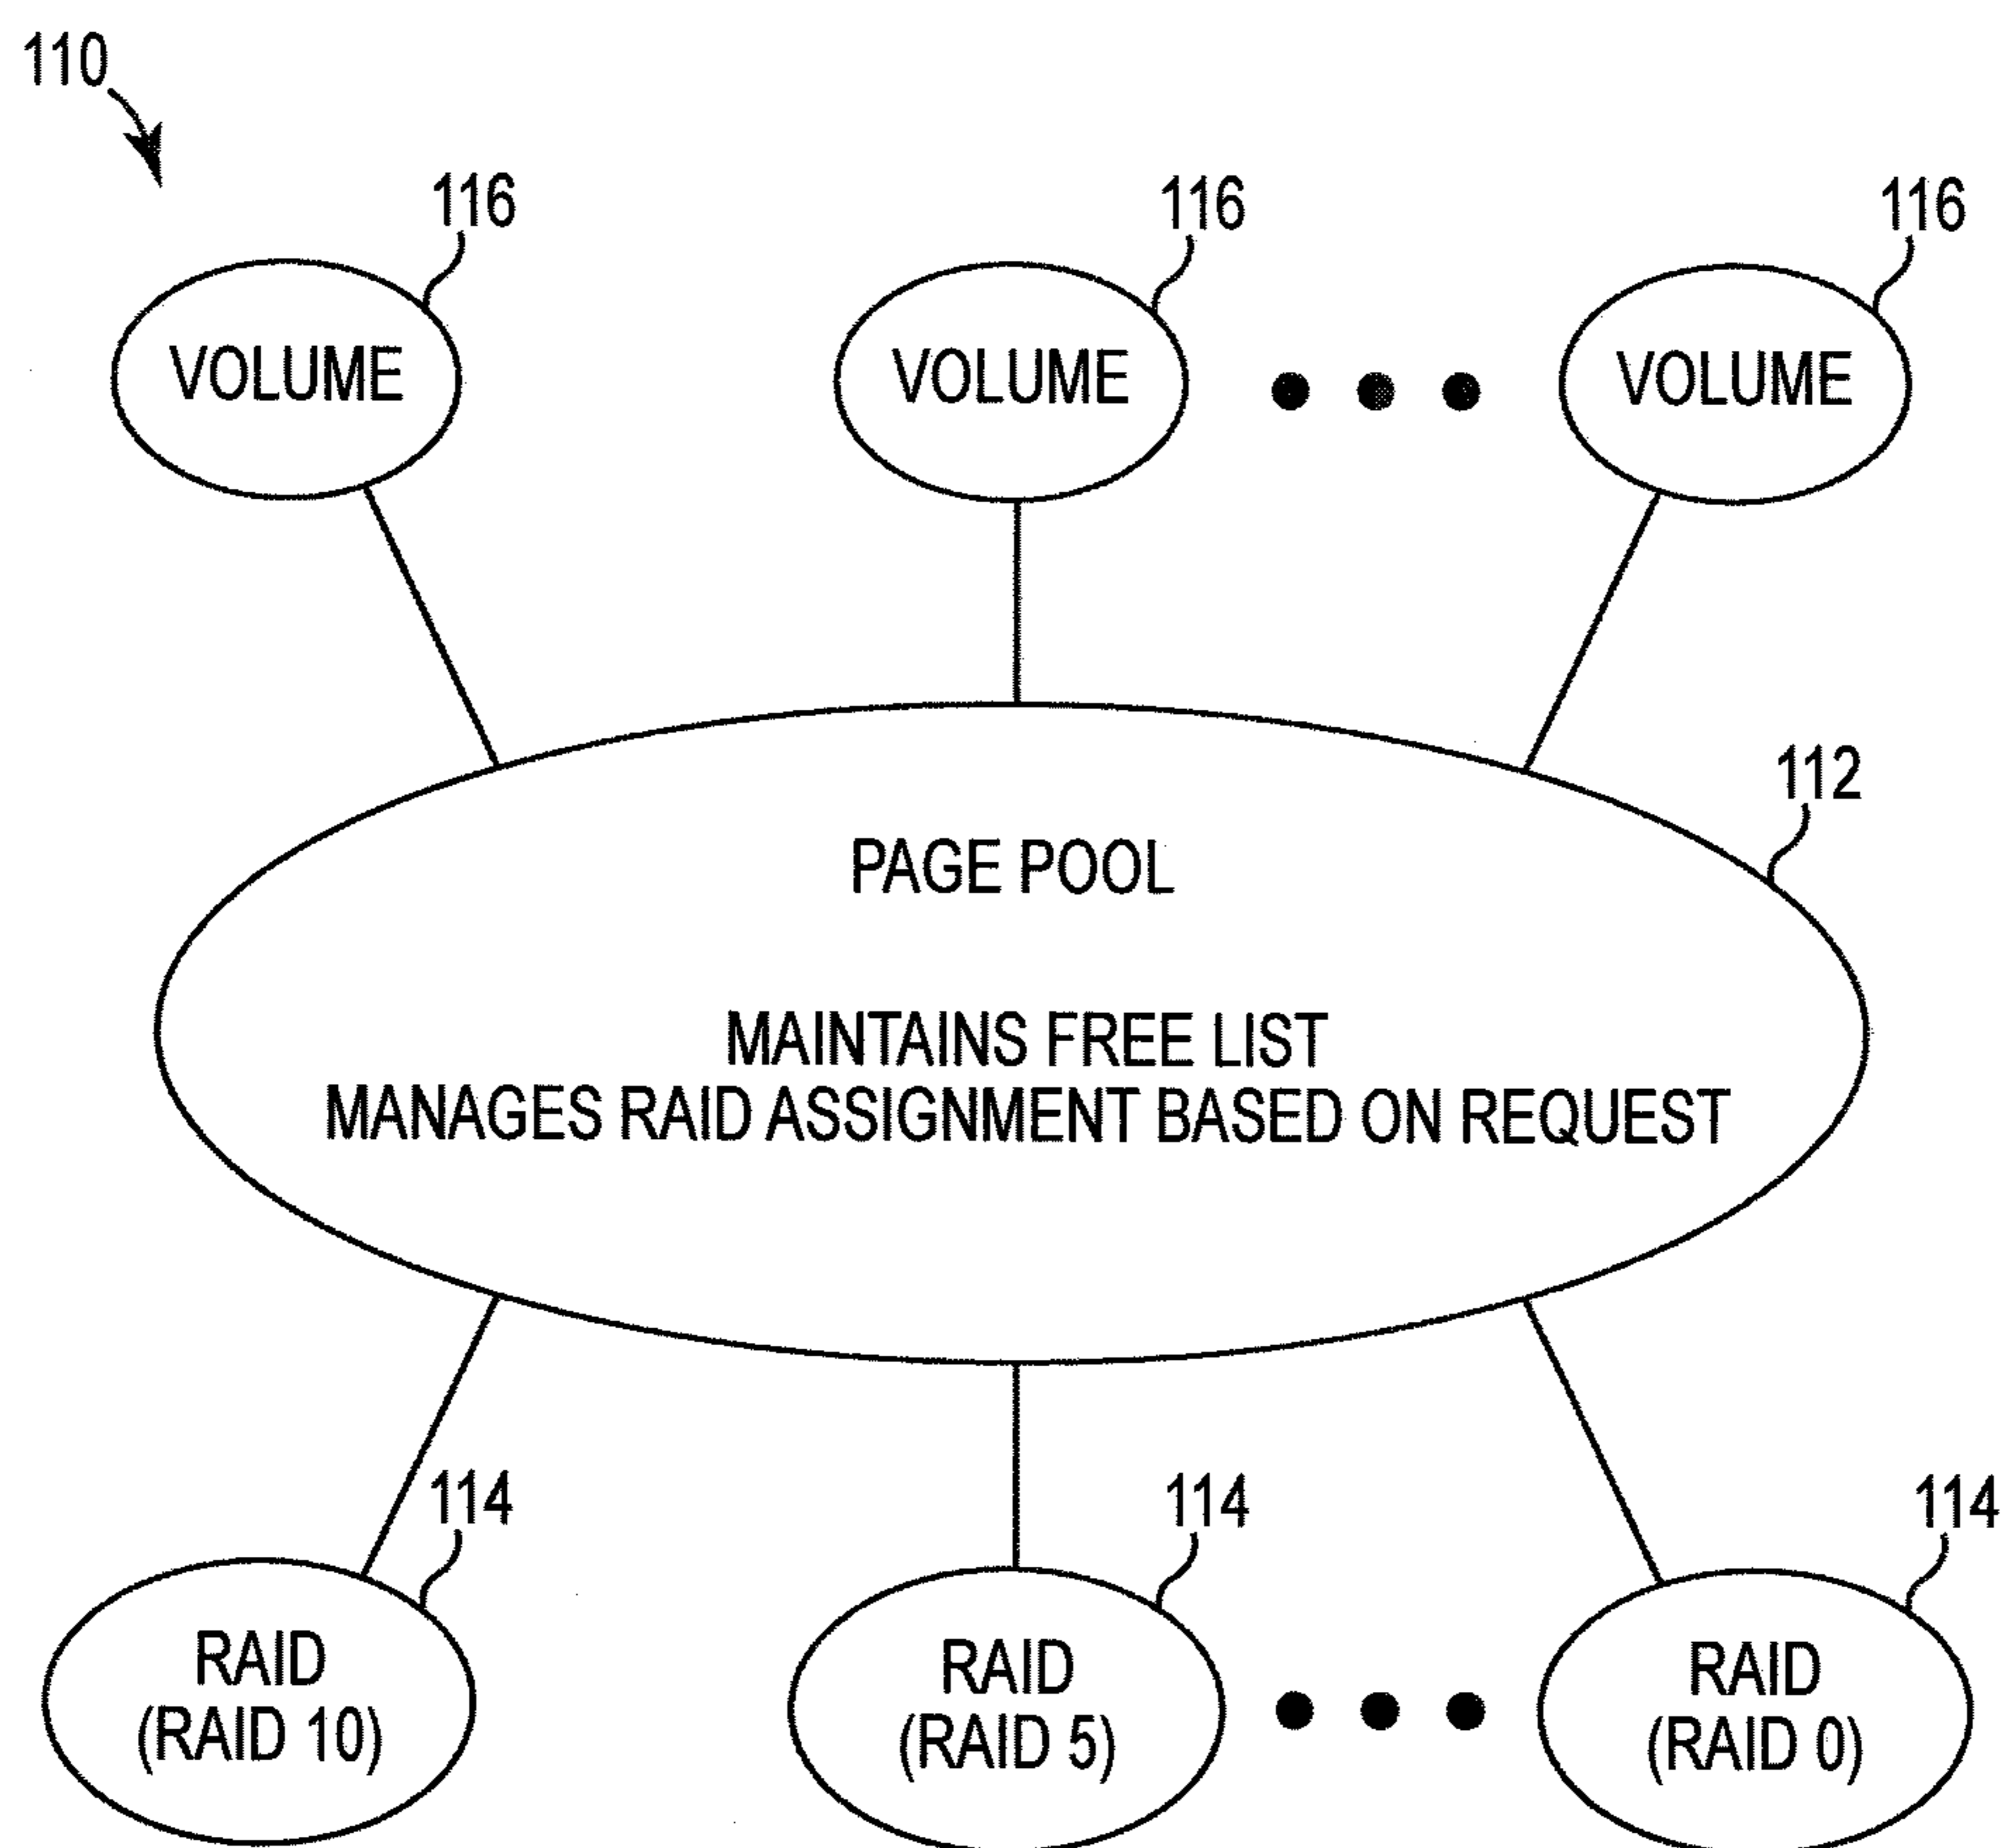 110
116
116
116
VOLUME
VOLUME
VOLUME
112
PAGE POOL
MAINTAINS FREE LIST
MANAGES RAID ASSIGNMENT BASED ON REQUEST
114
114
114
RAID
(RAID 10)
RAID
(RAID 5)
RAID
(RAID 0)